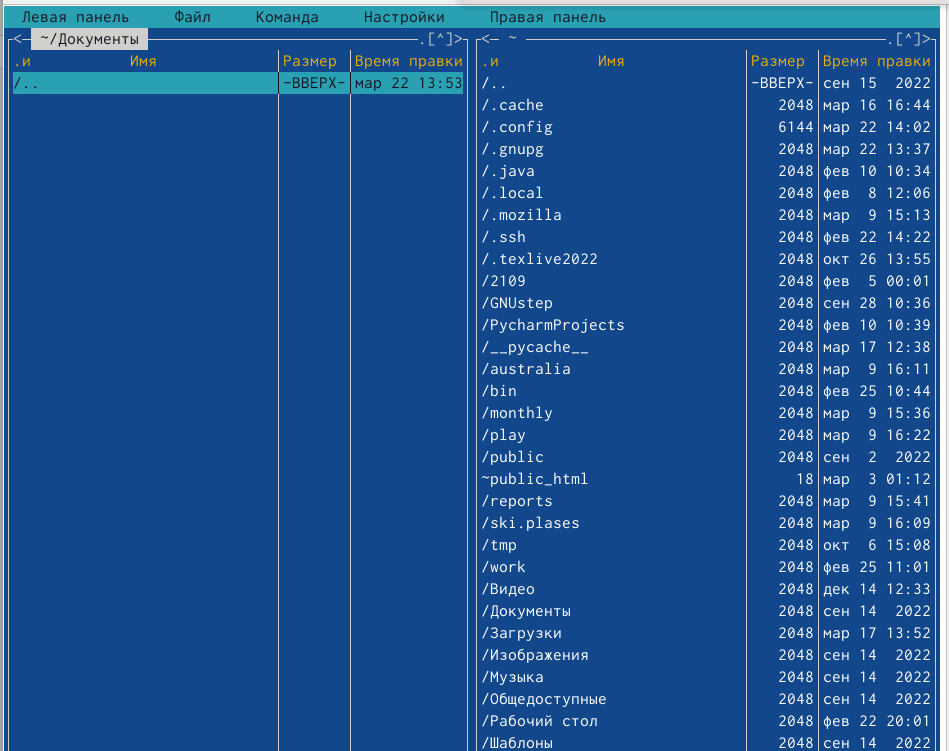 Левая панель Файл Команда Настройки Правая панель
<─ ~/Документы .[^]>
.и Имя Размер Время правки
/.. -ВВЕРХ- мар 22 13:53
<─ ~ .[^]>
.и Имя Размер Время правки
/.. -ВВЕРХ- сен 15 2022
/.cache 2048 мар 16 16:44
/.config 6144 мар 22 14:02
/.gnupg 2048 мар 22 13:37
/.java 2048 фев 10 10:34
/.local 2048 фев 8 12:06
/.mozilla 2048 мар 9 15:13
/.ssh 2048 фев 22 14:22
/.texlive2022 2048 окт 26 13:55
/2109 2048 фев 5 00:01
/GNUstep 2048 сен 28 10:36
/PycharmProjects 2048 фев 10 10:39
/__pycache__ 2048 мар 17 12:38
/australia 2048 мар 9 16:11
/bin 2048 фев 25 10:44
/monthly 2048 мар 9 15:36
/play 2048 мар 9 16:22
/public 2048 сен 2 2022
~public_html 18 мар 3 01:12
/reports 2048 мар 9 15:41
/ski.plases 2048 мар 9 16:09
/tmp 2048 окт 6 15:08
/work 2048 фев 25 11:01
/Видео 2048 дек 14 12:33
/Документы 2048 сен 14 2022
/Загрузки 2048 мар 17 13:52
/Изображения 2048 сен 14 2022
/Музыка 2048 сен 14 2022
/Общедоступные 2048 сен 14 2022
/Рабочий стол 2048 фев 22 20:01
/Шаблоны 2048 сен 14 2022